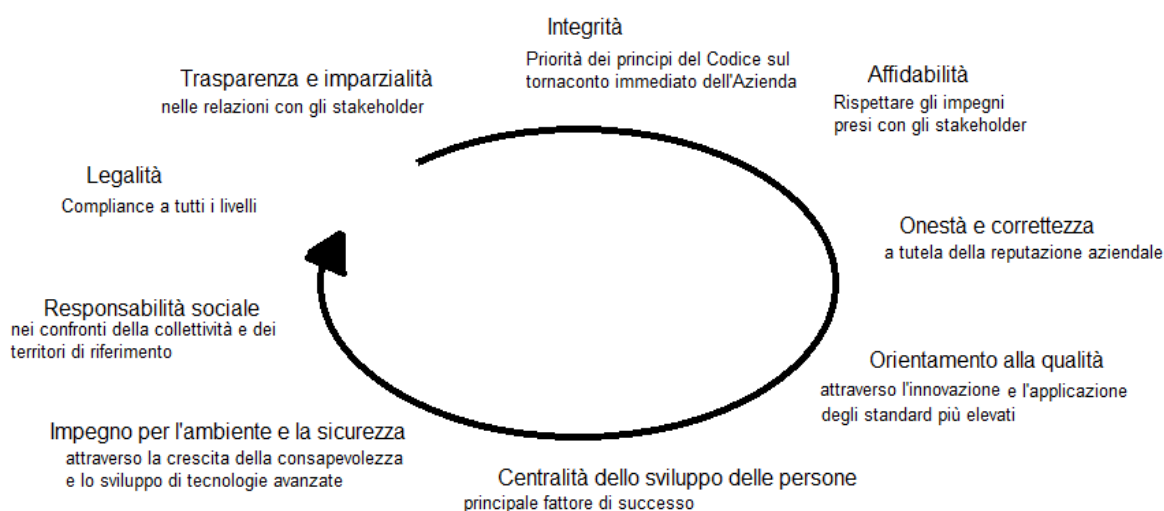 Integrità
Priorità dei principi del Codice sul
tornaconto immediato dell'Azienda
Affidabilità
Rispettare gli impegni
presi con gli stakeholder
Onestà e correttezza
a tutela della reputazione aziendale
Orientamento alla qualità
attraverso l'innovazione e l'applicazione
degli standard più elevati
Centralità dello sviluppo delle persone
principale fattore di successo
Impegno per l'ambiente e la sicurezza
attraverso la crescita della consapevolezza
e lo sviluppo di tecnologie avanzate
Responsabilità sociale
nei confronti della collettività e dei
territori di riferimento
Legalità
Compliance a tutti i livelli
Trasparenza e imparzialità
nelle relazioni con gli stakeholder